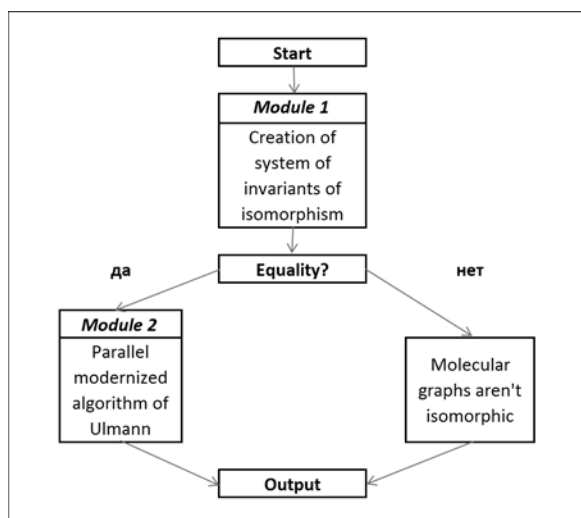 Start
Module 1
Creation of
system of
invariants of
isomorphism
Equality?
да
нет
Module 2
Parallel
modernized
algorithm of
Ulmann
Molecular
graphs aren't
isomorphic
Output